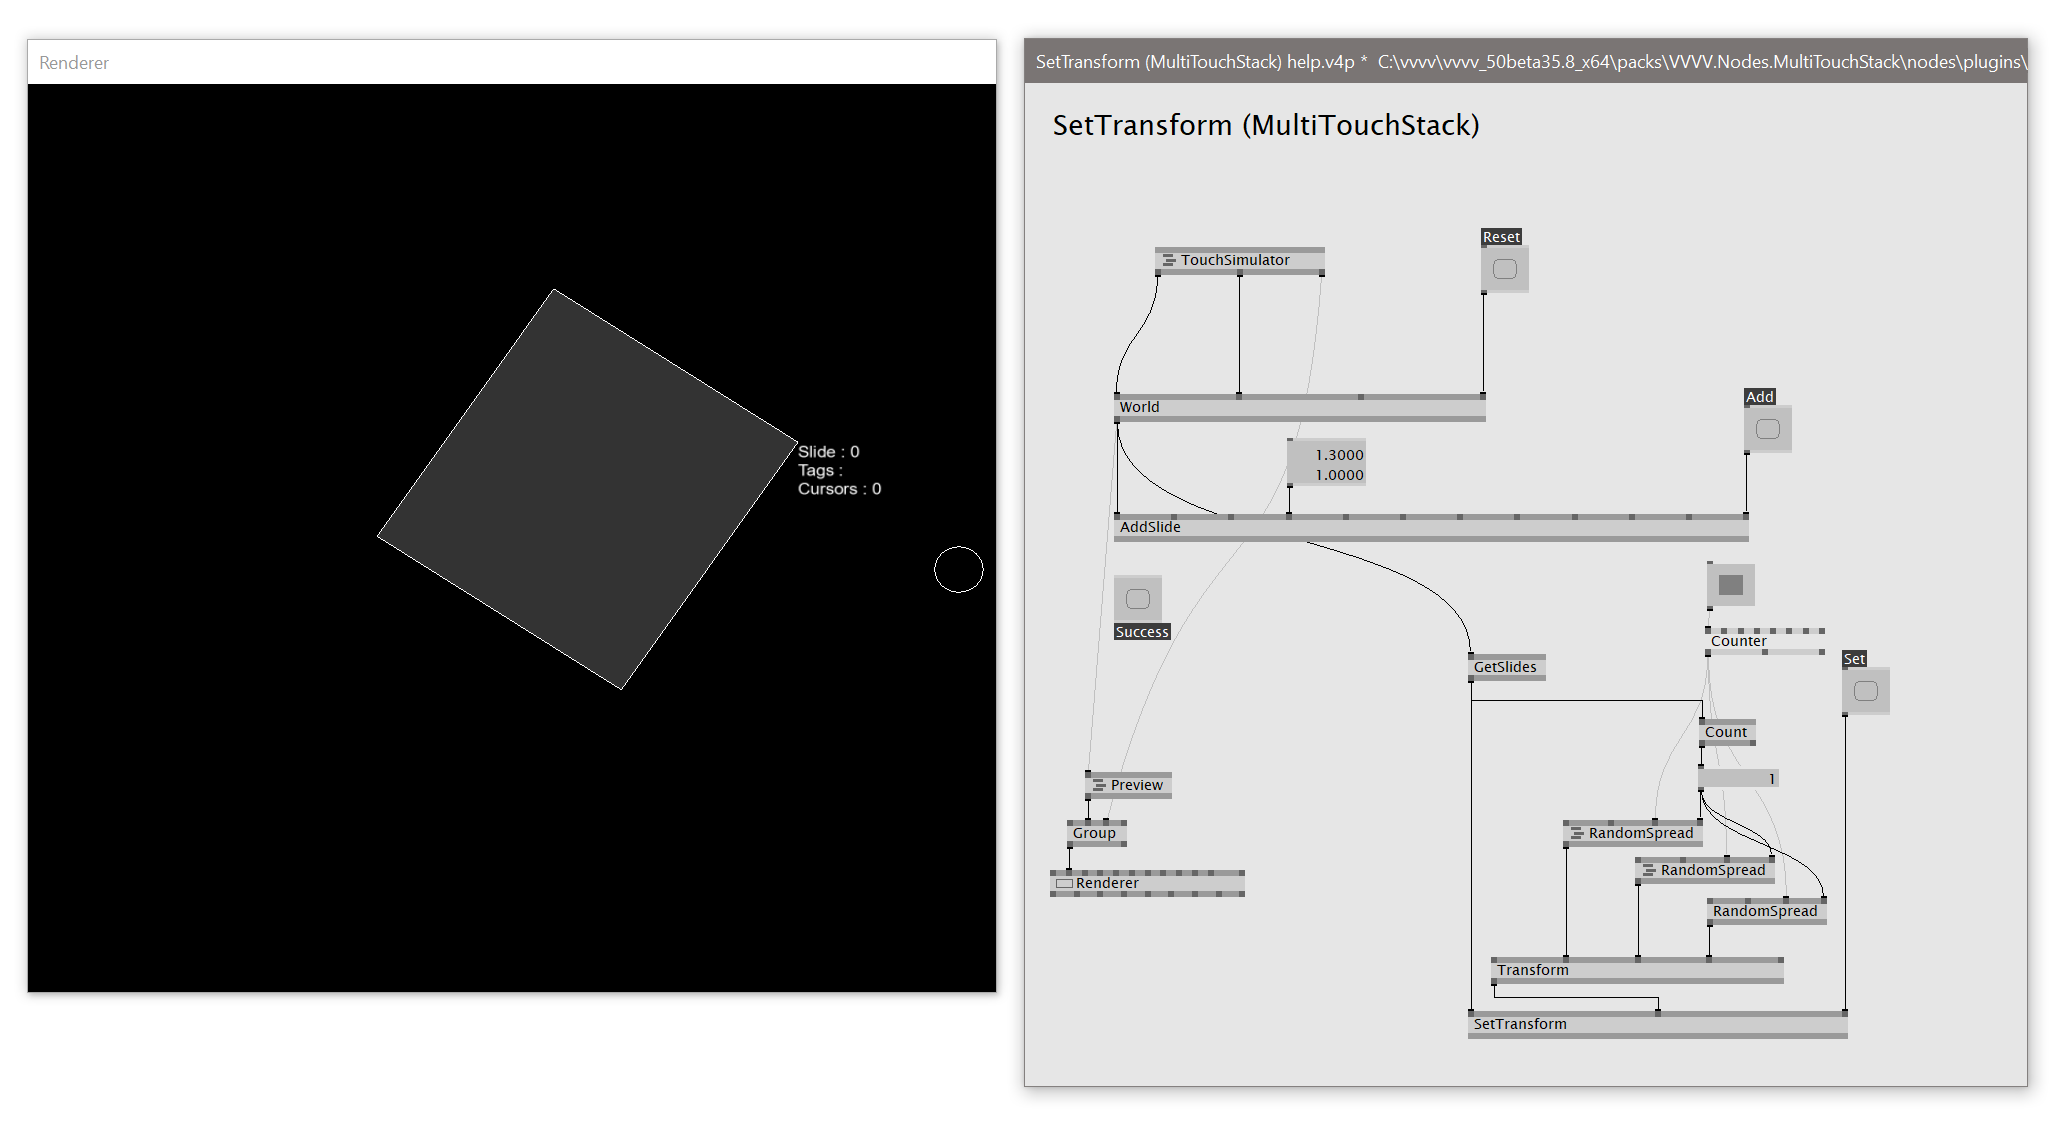 Renderer
Slide : 0
Tags :
Cursors : 0
SetTransform (MultiTouchStack) help.v4p * C:\vvvv\vvvv_50beta35.8_x64\packs\VVVV.Nodes.MultiTouchStack\nodes\plugins\
SetTransform (MultiTouchStack)
Reset
TouchSimulator
Add
World
1.3000
1.0000
AddSlide
Success
Counter
Set
GetSlides
Count
1
Preview
Group
RandomSpread
RandomSpread
Renderer
RandomSpread
Transform
SetTransform